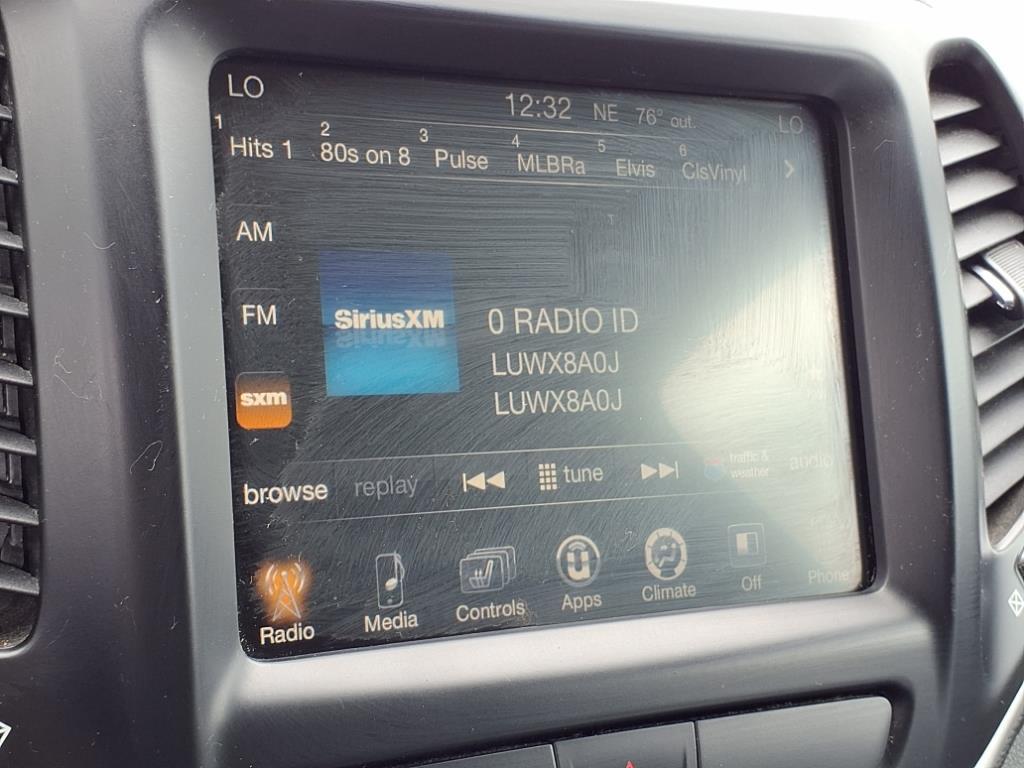 LO 12:32 NE 76° out. LO
1 2 3 4 5 6
Hits 1 80s on 8 Pulse MLBRa Elvis ClsVinyl
AM
FM
SiriusXM
0 RADIO ID
LUWX8A0J
LUWX8A0J
sxm
browse replay tune traffic & weather audio
Radio Media Controls Apps Climate Off Phone